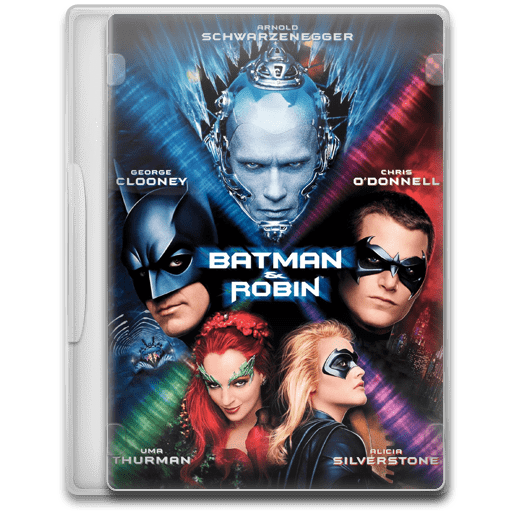 ARNOLD
SCHWARZENEGGER
GEORGE
CLOONEY
CHRIS
O'DONNELL
BATMAN
&
ROBIN
UMA
THURMAN
ALICIA
SILVERSTONE